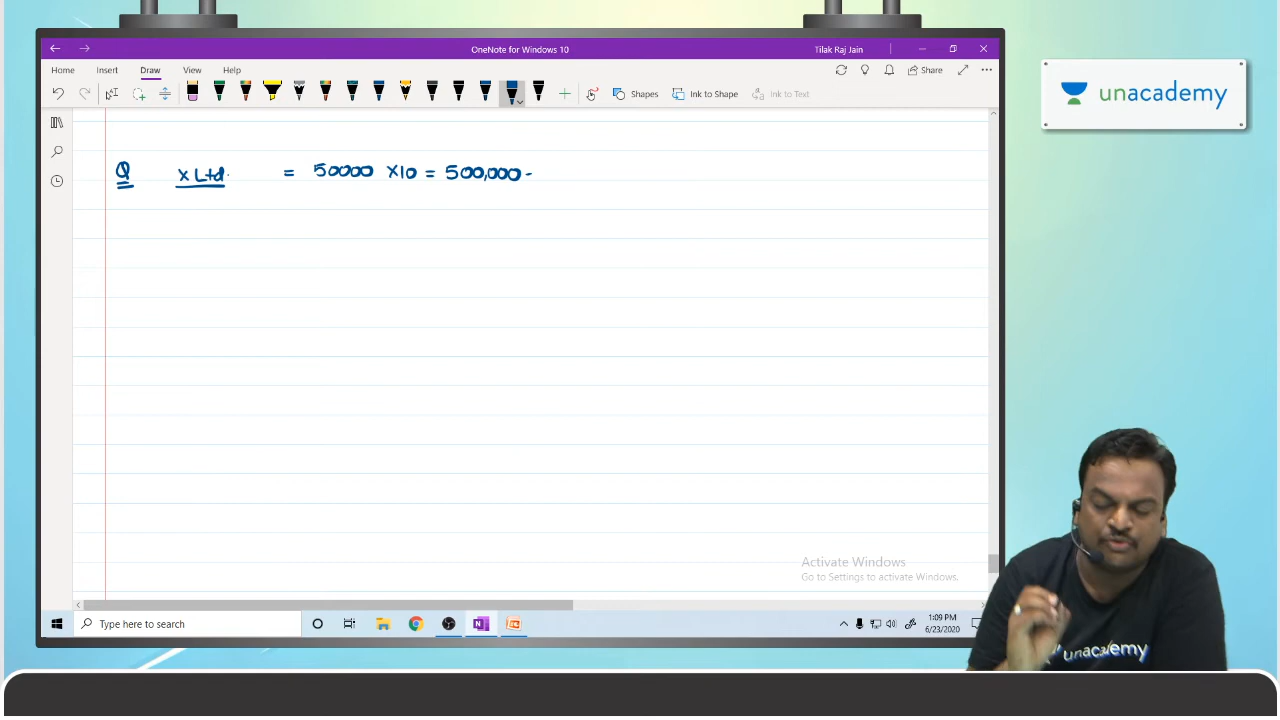 OneNote for Windows 10
Tilak Raj Jain
Home Insert Draw View Help
Share
Shapes
Ink to Shape
Ink to Text
unacademy
Q X Ltd. = 50000 X10 = 500,000 -
Activate Windows
Go to Settings to activate Windows.
Type here to search
1:09 PM
6/23/2020
unacademy